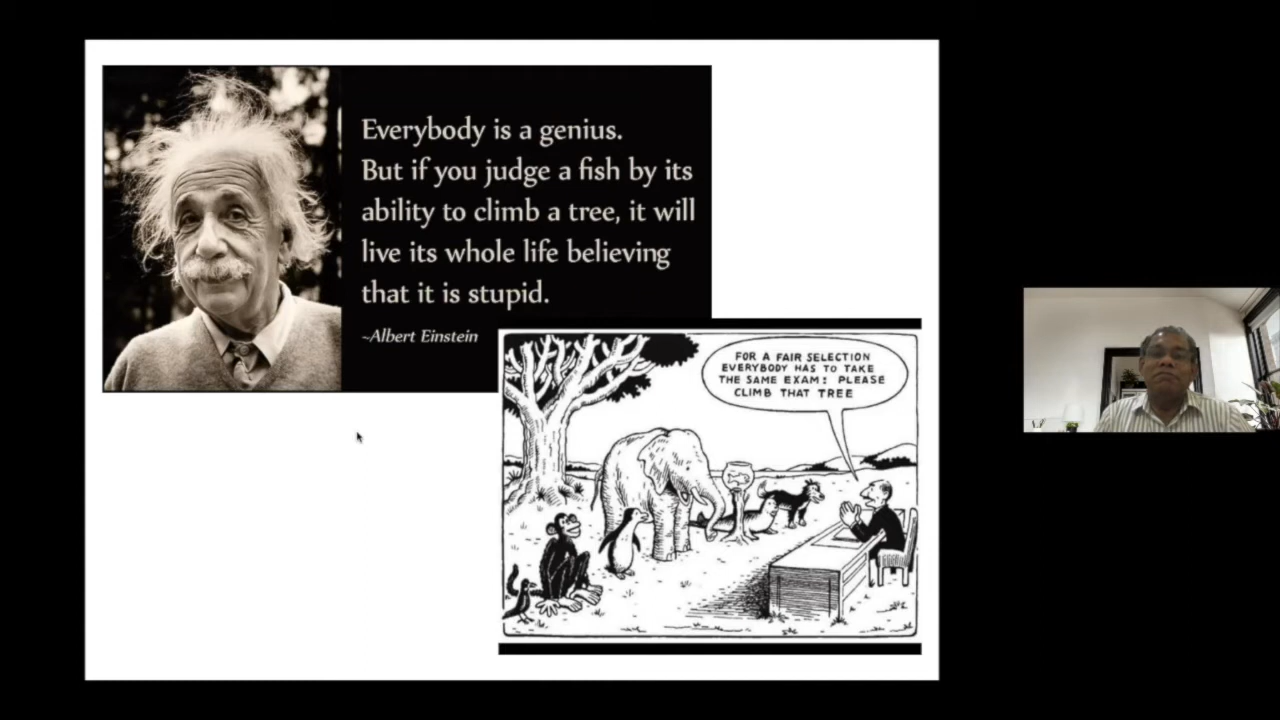 Everybody is a genius.
But if you judge a fish by its
ability to climb a tree, it will
live its whole life believing
that it is stupid.
~Albert Einstein
FOR A FAIR SELECTION
EVERYBODY HAS TO TAKE
THE SAME EXAM: PLEASE
CLIMB THAT TREE